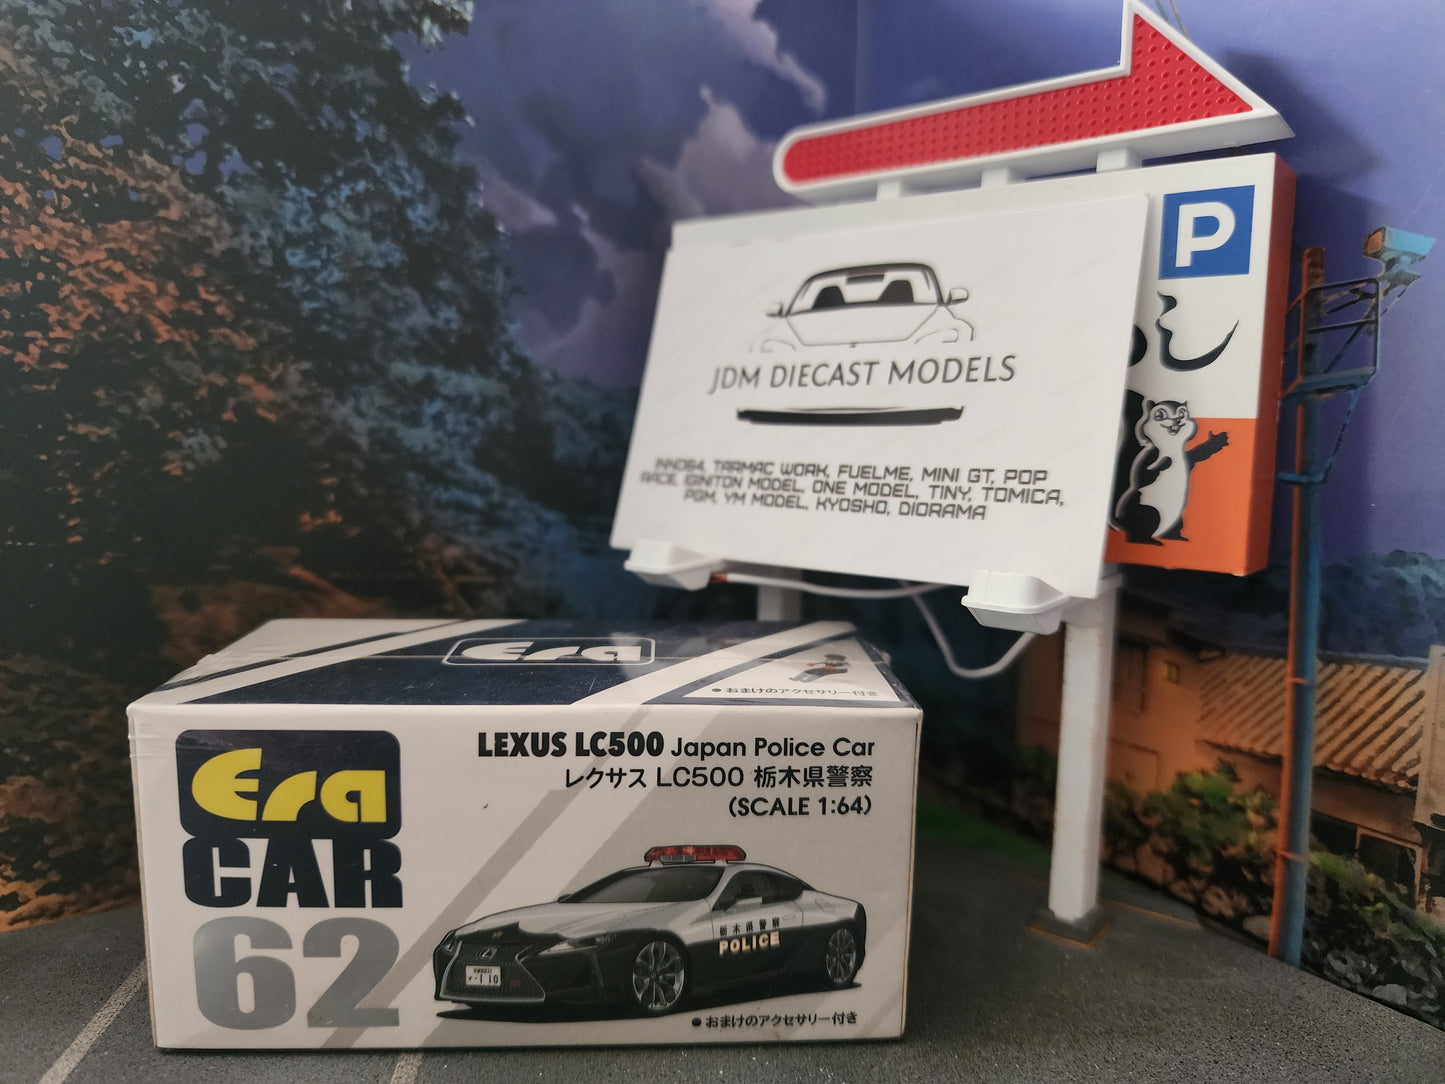 P
し
JDM DIECAST MODELS
INNO64, TARMAC WORK, FUELME, MINI GT, POP
RACE, IGINITON MODEL, ONE MODEL, TINY, TOMICA,
PGM, YM MODEL, KYOSHO, DIORAMA
Era
●おまけのアクセサリー付き
Era
CAR
62
LEXUS LC500 Japan Police Car
レクサス LC500 栃木県警察
(SCALE 1:64)
栃木県警察
POLICE
・110
●おまけのアクセサリー付き